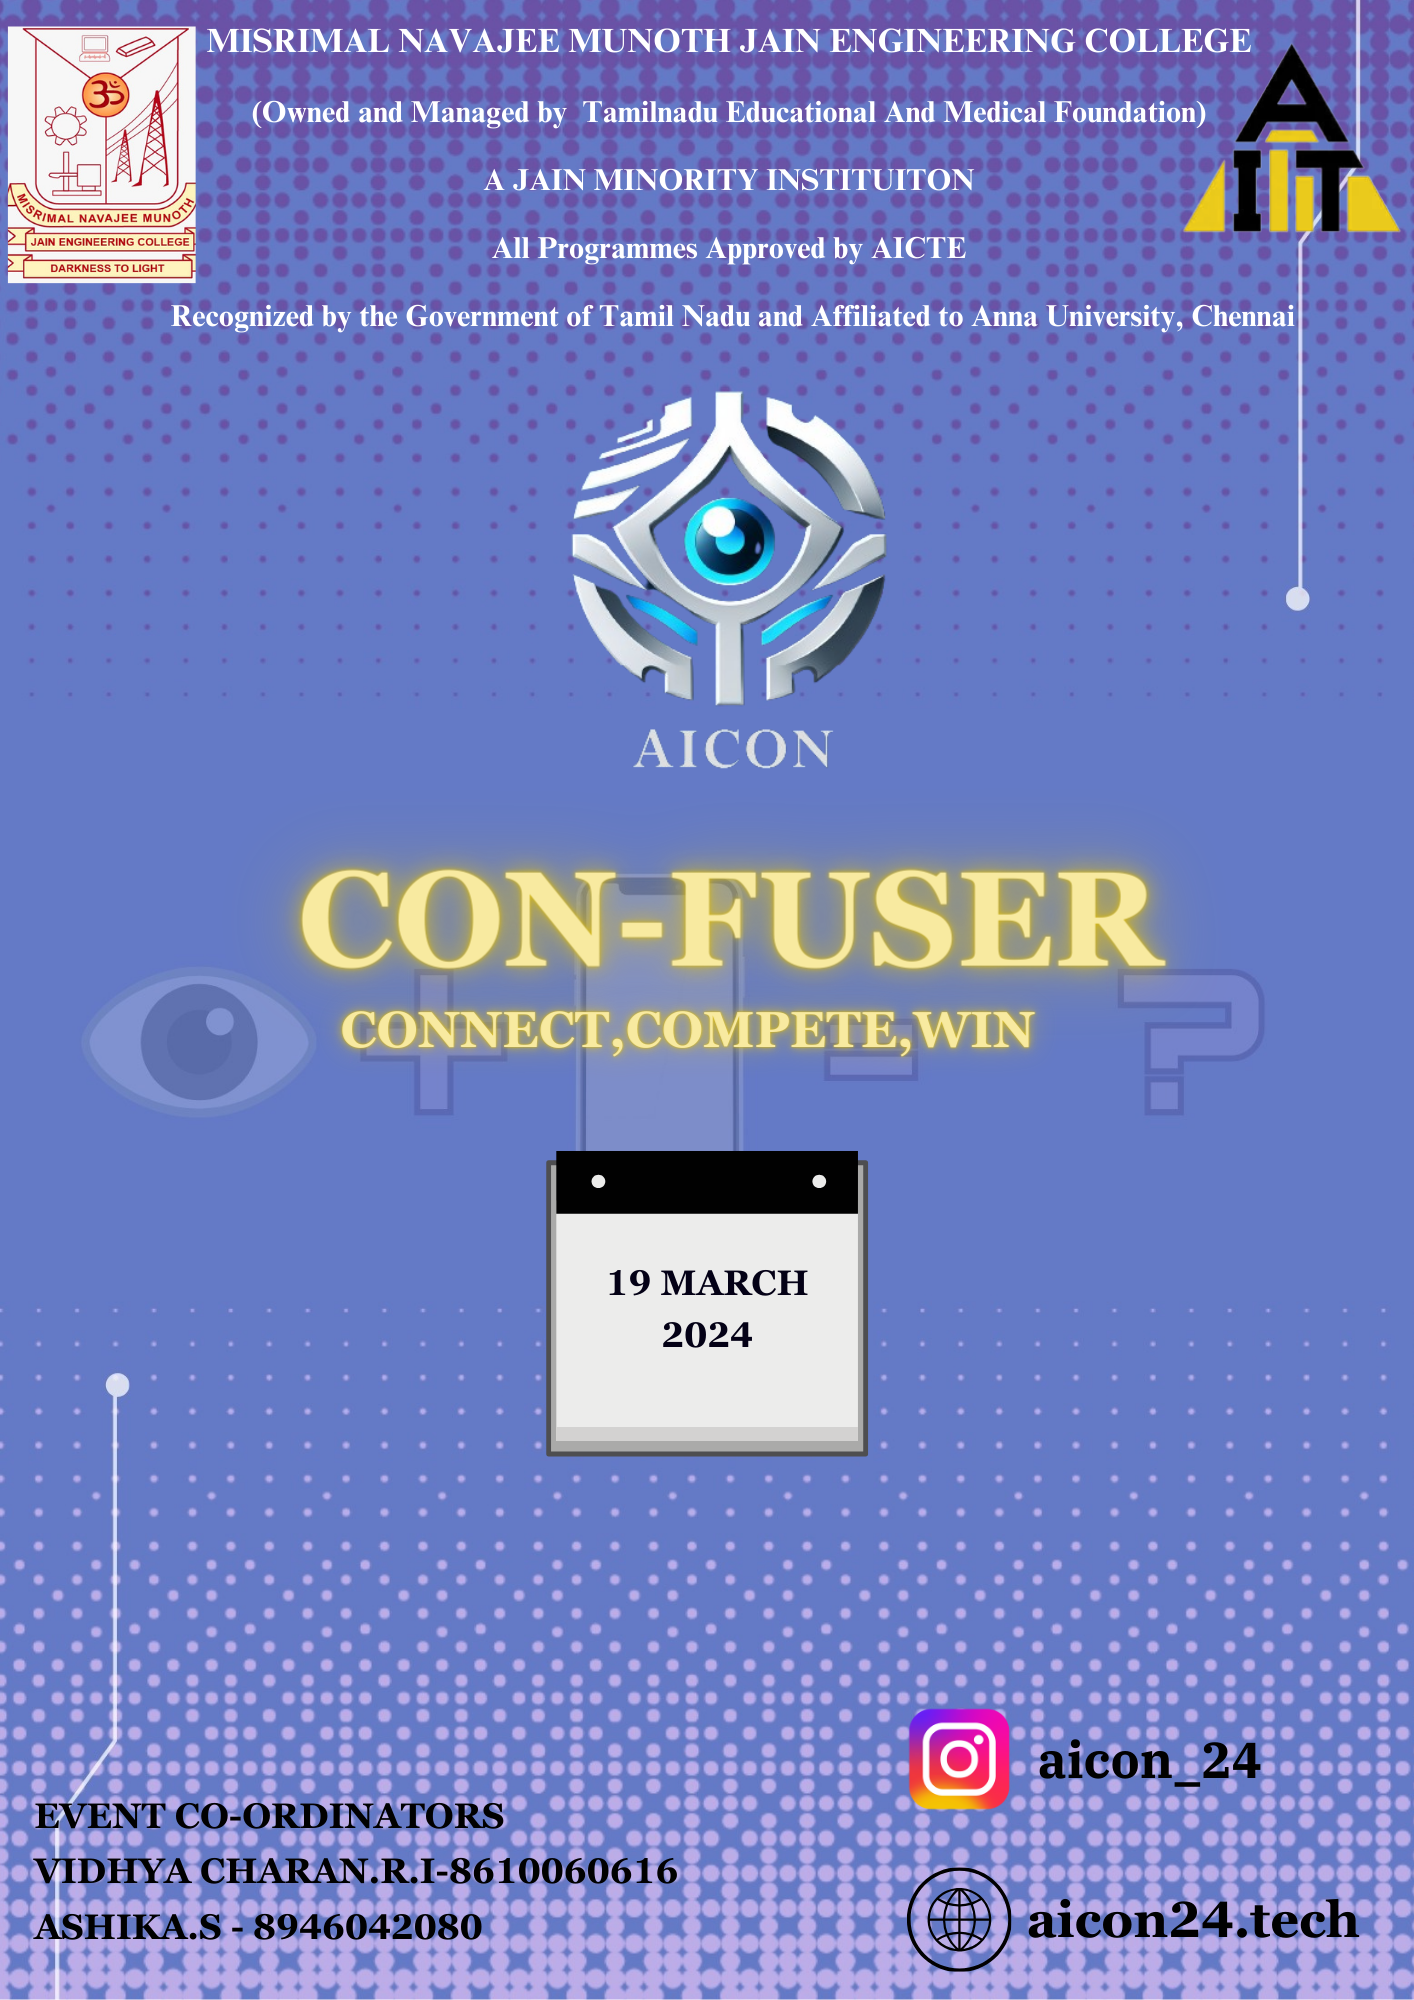 MISRIMAL NAVAJEE MUNOTH JAIN ENGINEERING COLLEGE
(Owned and Managed by Tamilnadu Educational And Medical Foundation)
A JAIN MINORITY INSTITUITON
All Programmes Approved by AICTE
Recognized by the Government of Tamil Nadu and Affiliated to Anna University, Chennai
ॐ
MISRIMAL NAVAJEE MUNOTH
JAIN ENGINEERING COLLEGE
DARKNESS TO LIGHT
A
IT
AICON
CON-FUSER
CONNECT,COMPETE,WIN
+ = ?
19 MARCH
2024
aicon_24
EVENT CO-ORDINATORS
VIDHYA CHARAN.R.I-8610060616
ASHIKA.S - 8946042080
aicon24.tech